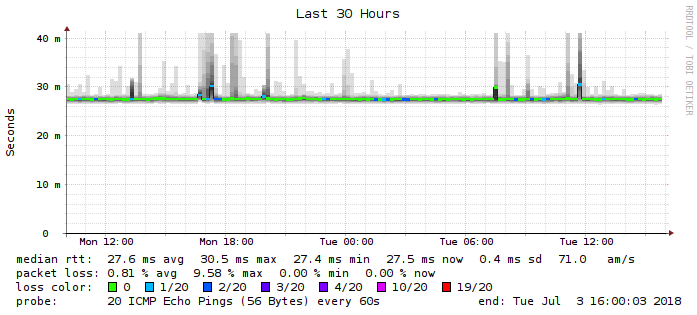 Last 30 Hours
RRDTOOL / TOBI OETIKER
Seconds
40 m
30 m
20 m
10 m
0
Mon 12:00 Mon 18:00 Tue 00:00 Tue 06:00 Tue 12:00
median rtt: 27.6 ms avg 30.5 ms max 27.4 ms min 27.5 ms now 0.4 ms sd 71.0 am/s
packet loss: 0.81 % avg 9.58 % max 0.00 % min 0.00 % now
loss color: 0 1/20 2/20 3/20 4/20 10/20 19/20
probe: 20 ICMP Echo Pings (56 Bytes) every 60s end: Tue Jul 3 16:00:03 2018